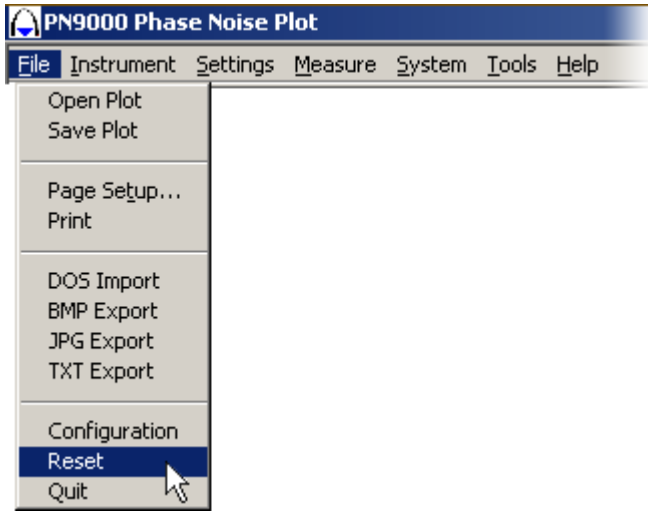 PN9000 Phase Noise Plot
File Instrument Settings Measure System Tools Help
Open Plot
Save Plot
Page Setup...
Print
DOS Import
BMP Export
JPG Export
TXT Export
Configuration
Reset
Quit